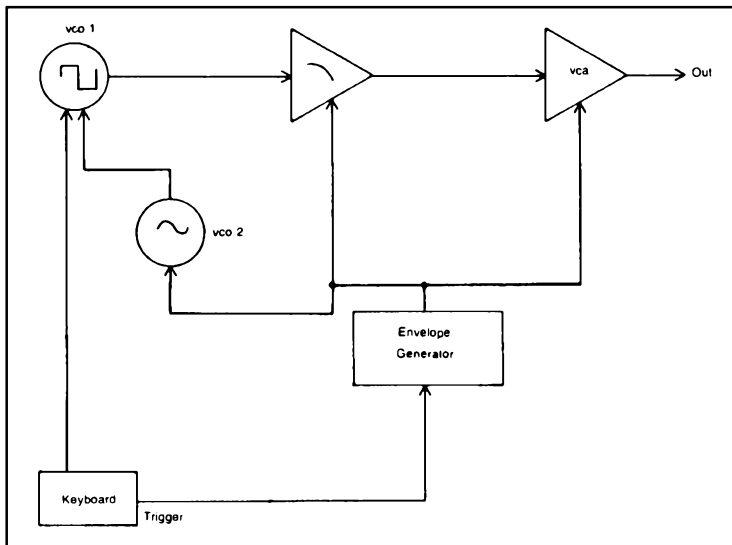 vco 1
vca
Out
vco 2
Envelope
Generator
Keyboard
Trigger